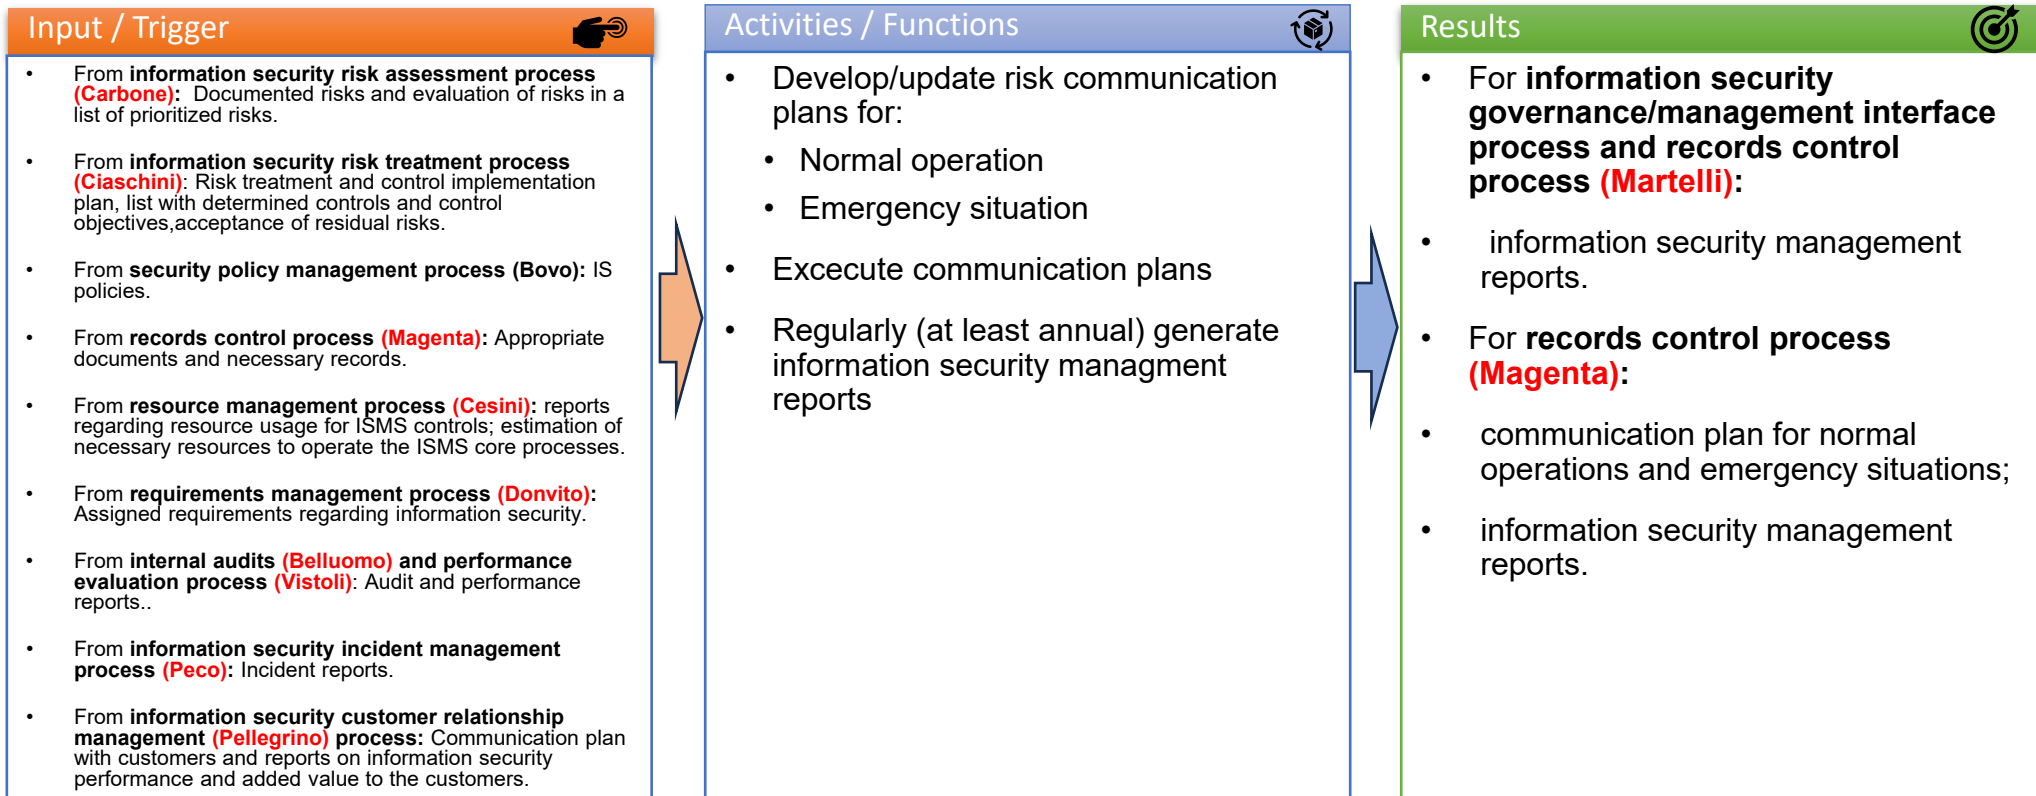 Input / Trigger
• From information security risk assessment process
(Carbone): Documented risks and evaluation of risks in a
list of prioritized risks.
• From information security risk treatment process
(Ciaschini): Risk treatment and control implementation
plan, list with determined controls and control
objectives,acceptance of residual risks.
• From security policy management process (Bovo): IS
policies.
• From records control process (Magenta): Appropriate
documents and necessary records.
• From resource management process (Cesini): reports
regarding resource usage for ISMS controls; estimation of
necessary resources to operate the ISMS core processes.
• From requirements management process (Donvito):
Assigned requirements regarding information security.
• From internal audits (Belluomo) and performance
evaluation process (Vistoli): Audit and performance
reports..
• From information security incident management
process (Peco): Incident reports.
• From information security customer relationship
management (Pellegrino) process: Communication plan
with customers and reports on information security
performance and added value to the customers.
Activities / Functions
• Develop/update risk communication
plans for:
• Normal operation
• Emergency situation
• Excecute communication plans
• Regularly (at least annual) generate
information security managment
reports
Results
• For information security
governance/management interface
process and records control
process (Martelli):
• information security management
reports.
• For records control process
(Magenta):
• communication plan for normal
operations and emergency situations;
• information security management
reports.